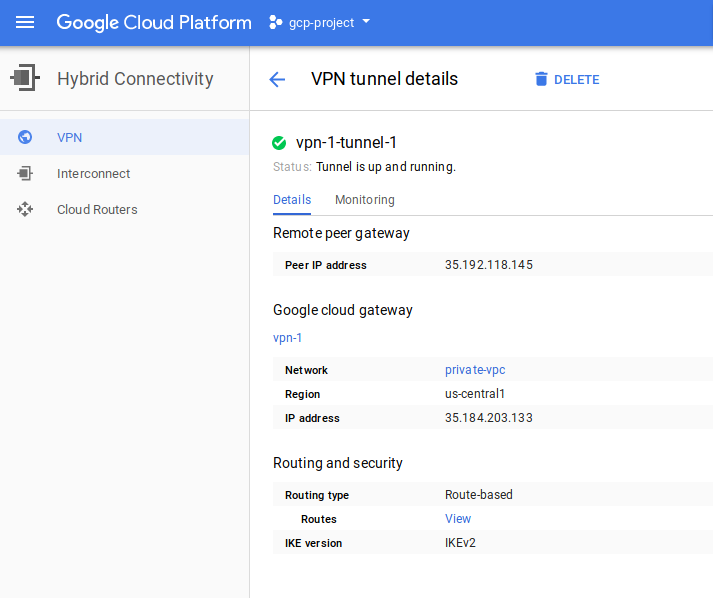 Google Cloud Platform gcp-project
Hybrid Connectivity
VPN tunnel details DELETE
VPN
Interconnect
Cloud Routers
vpn-1-tunnel-1
Status: Tunnel is up and running.
Details Monitoring
Remote peer gateway
Peer IP address 35.192.118.145
Google cloud gateway
vpn-1
Network private-vpc
Region us-central1
IP address 35.184.203.133
Routing and security
Routing type Route-based
Routes View
IKE version IKEv2